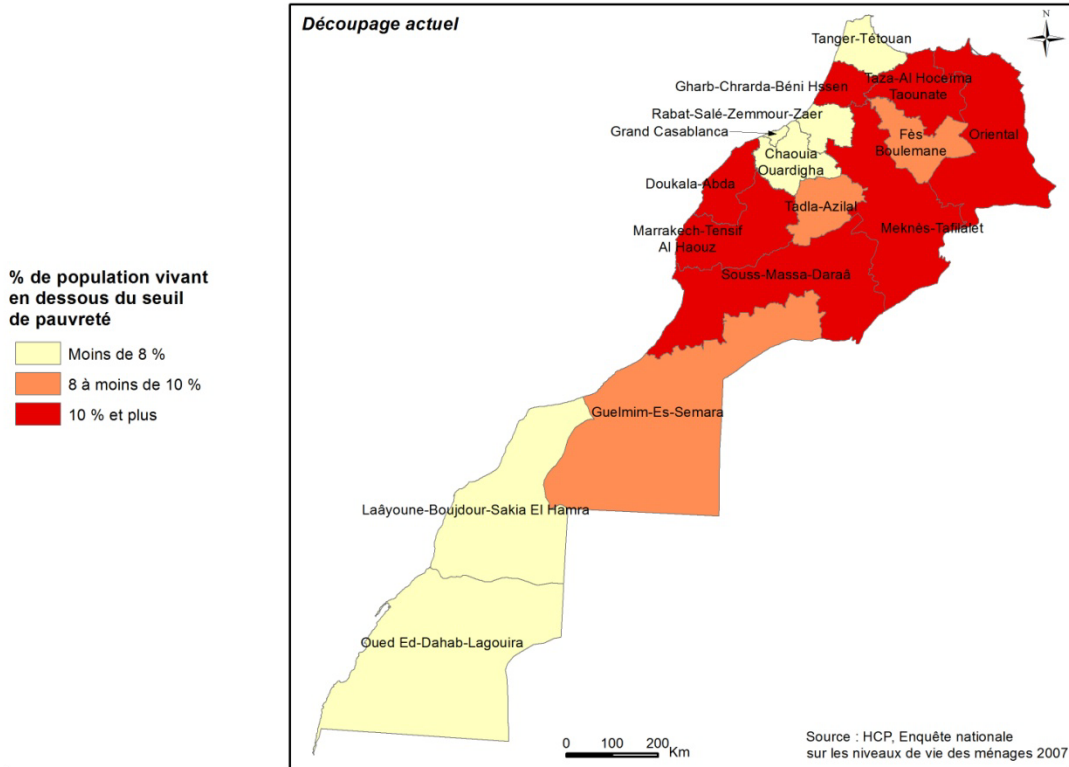 Découpage actuel
N
Tanger-Tétouan
Taza-Al Hoceïma
Taounate
Gharb-Chrarda-Béni Hssen
Rabat-Salé-Zemmour-Zaer
Grand Casablanca
Fès
Boulemane
Oriental
Chaouia
Ouardigha
Doukala-Abda
Tadla-Azilal
Marrakech-Tensif
Al Haouz
Meknès-Tafilalet
Souss-Massa-Daraâ
% de population vivant
en dessous du seuil
de pauvreté
Moins de 8 %
8 à moins de 10 %
10 % et plus
Guelmim-Es-Semara
Laâyoune-Boujdour-Sakia El Hamra
Oued Ed-Dahab-Lagouira
0 100 200
Km
Source : HCP, Enquête nationale
sur les niveaux de vie des ménages 2007